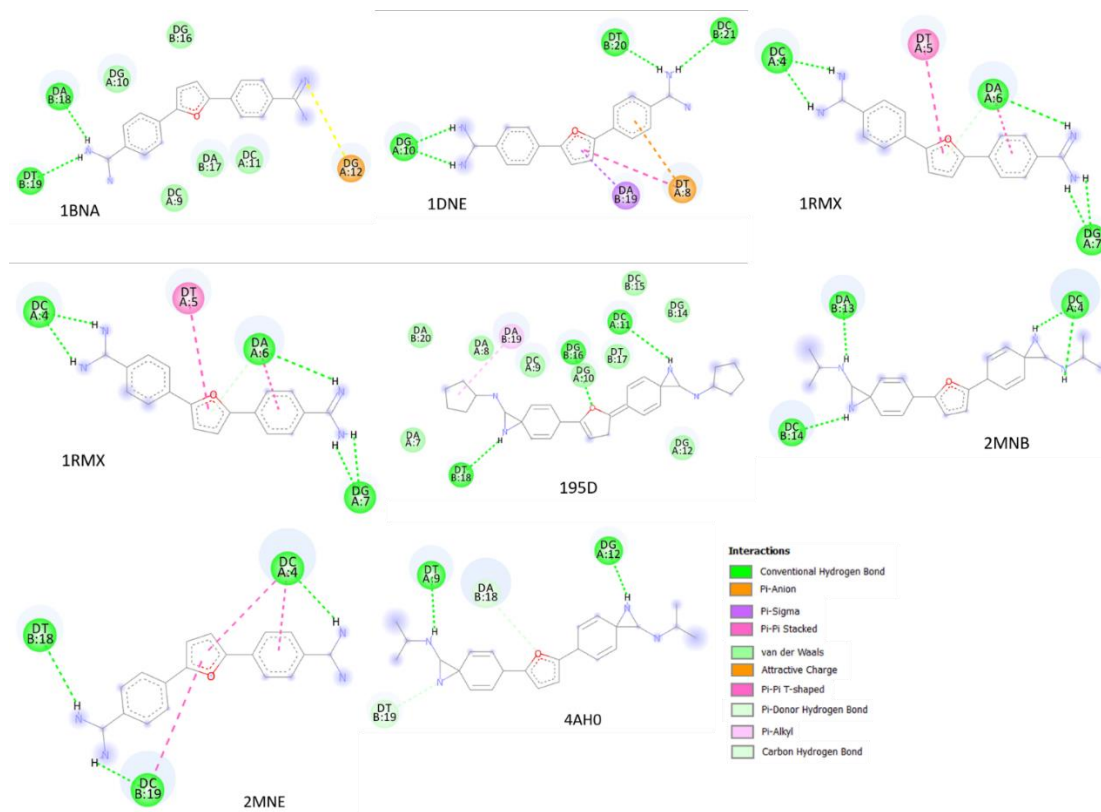 DG
B:16
DG
A:10
DA
B:18
H
N
H
O
N
N
N
DT
B:19
DA
B:17
DC
A:11
DG
A:12
DC
A:9
1BNA
DT
B:20
DC
B:21
H
H
N
N
DG
A:10
H
N
H
N
O
DA
B:19
DT
A:8
1DNE
DC
A:4
DT
A:5
DA
A:6
H
N
H
N
O
H
N
N
H
H
DG
A:7
1RMX
DC
A:4
DT
A:5
DA
A:6
H
N
H
N
O
H
N
N
H
H
DG
A:7
1RMX
DC
B:15
DG
B:14
DC
A:11
DA
B:20
DA
A:8
DA
B:19
DC
A:9
DG
B:16
DT
B:17
DG
A:10
H
N
N
N
O
N
H
DA
A:7
DT
B:18
DG
A:12
195D
DA
B:13
DC
A:4
H
N
H
N
N
H
O
N
H
DC
B:14
2MNB
DC
A:4
DT
B:18
H
N
N
O
H
N
N
H
DC
B:19
2MNE
DT
A:9
DA
B:18
DG
A:12
H
N
H
N
N
O
N
DT
B:19
4AH0
Interactions
Conventional Hydrogen Bond
Pi-Anion
Pi-Sigma
Pi-Pi Stacked
van der Waals
Attractive Charge
Pi-Pi T-shaped
Pi-Donor Hydrogen Bond
Pi-Alkyl
Carbon Hydrogen Bond